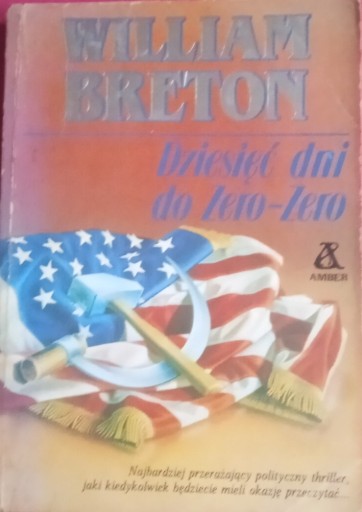 WILLIAM
BRETON
Dziesięć dni
do Zero-Zero
AMBER
Najbardziej przerażający polityczny thriller,
jaki kiedykolwiek będziecie mieli okazję przeczytać...